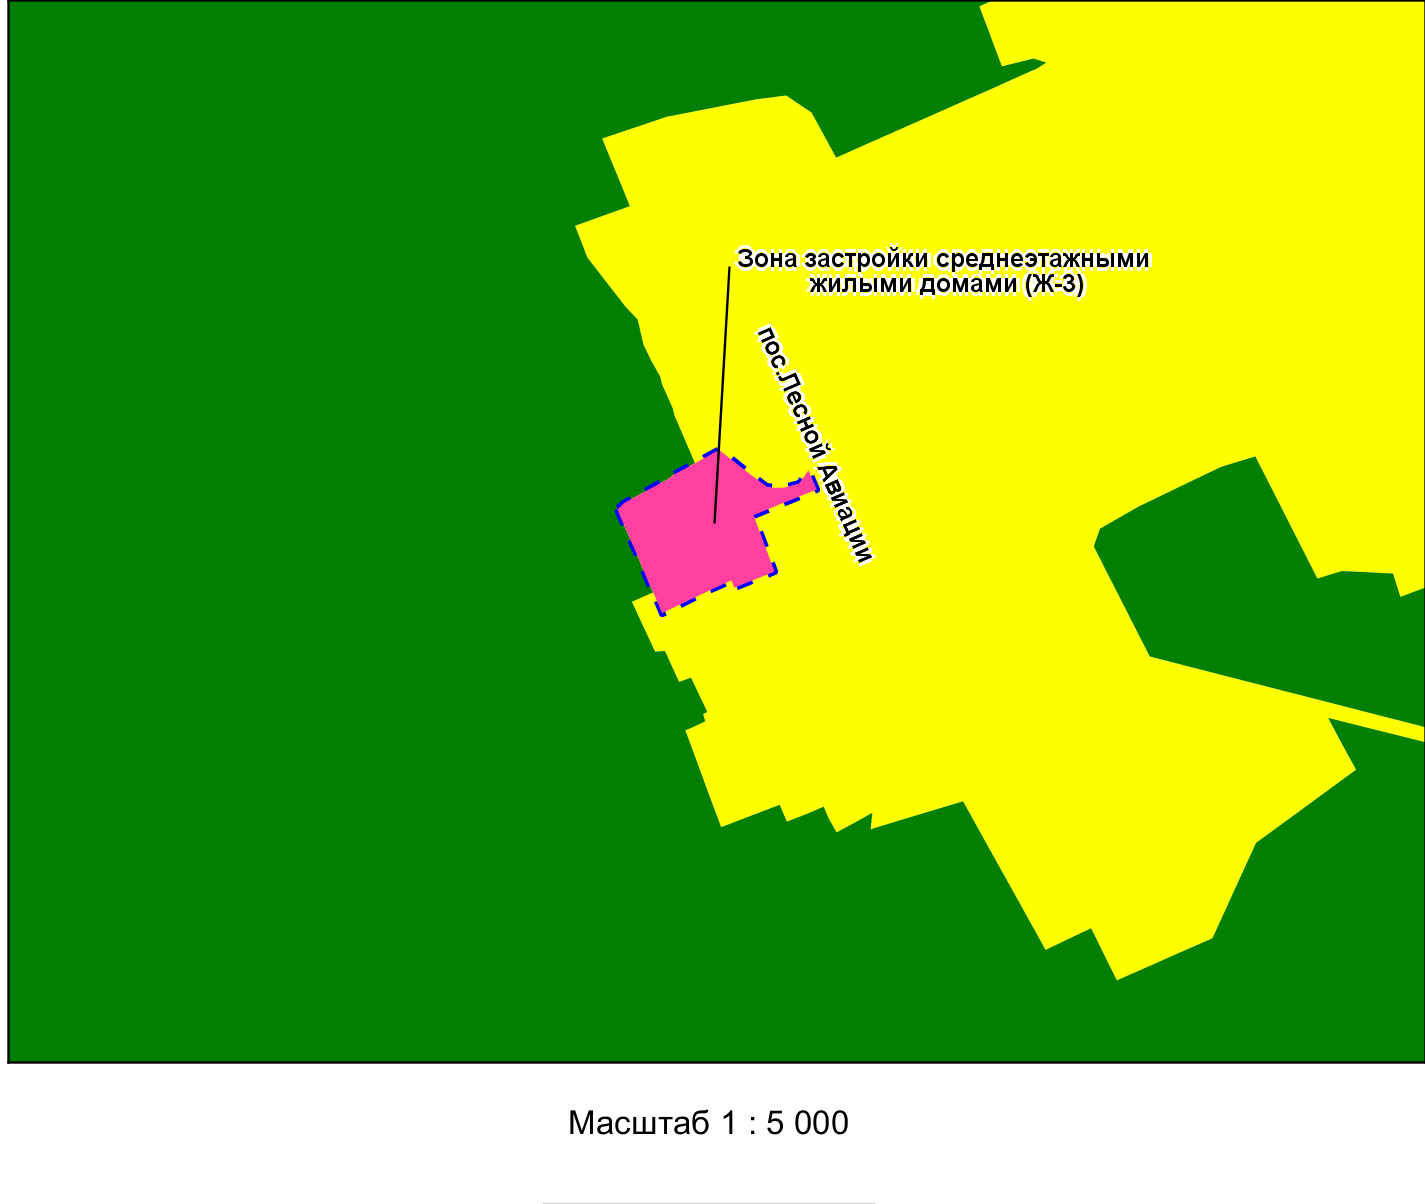 Зона застройки среднеэтажными
жилыми домами (Ж-3)
пос.Лесной Авиации
Масштаб 1 : 5 000